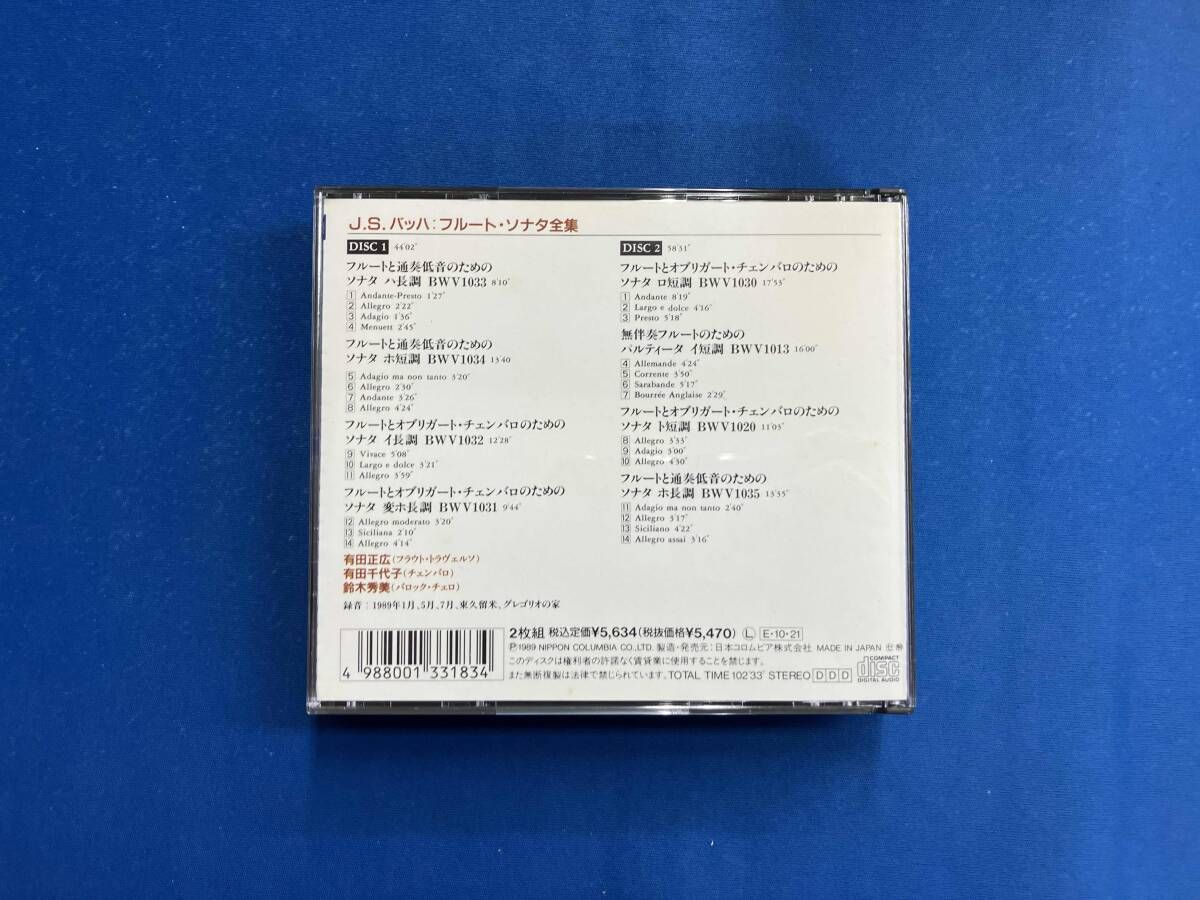 J.S.バッハ:フルート・ソナタ全集
DISC 1 44'02"
フルートと通奏低音のための
ソナタ ハ長調 BWV1033 8'10"
1 Andante-Presto 1'27"
2 Allegro 2'22"
3 Adagio 1'36"
4 Menuett 2'45"
フルートと通奏低音のための
ソナタ ホ短調 BWV1034 13'40
5 Adagio ma non tanto 3'20"
6 Allegro 2'30"
7 Andante 3'26"
8 Allegro 4'24"
フルートとオブリガート・チェンバロのための
ソナタ イ長調 BWV1032 12'28"
9 Vivace 5'08"
10 Largo e dolce 3'21"
11 Allegro 3'59"
フルートとオブリガート・チェンバロのための
ソナタ 変ホ長調 BWV1031 9'44"
12 Allegro moderato 3'20"
13 Siciliana 2'10"
14 Allegro 4'14"
有田正広(フラウト・トラヴェルソ)
有田千代子(チェンバロ)
鈴木秀美(バロック・チェロ)
録音:1989年1月、5月、7月、東久留米、グレゴリオの家
DISC 2 58'31"
フルートとオブリガート・チェンバロのための
ソナタ ロ短調 BWV1030 17'53"
1 Andante 8'19"
2 Largo e dolce 4'16"
3 Presto 5'18"
無伴奏フルートのための
パルティータ イ短調 BWV1013 16'00"
4 Allemande 4'24"
5 Corrente 3'50"
6 Sarabande 5'17"
7 Bourrée Anglaise 2'29"
フルートとオブリガート・チェンバロのための
ソナタ ト短調 BWV1020 11'03"
8 Allegro 3'33"
9 Adagio 3'00"
10 Allegro 4'30"
フルートと通奏低音のための
ソナタ ホ長調 BWV1035 13'35"
11 Adagio ma non tanto 2'40"
12 Allegro 3'17"
13 Siciliano 4'22"
14 Allegro assai 3'16"
4 988001 331834
2枚組 税込定価¥5,634(税抜価格¥5,470) L E・10・21
℗1989 NIPPON COLUMBIA CO.,LTD. 製造・発売元:日本コロムビア株式会社 MADE IN JAPAN
このディスクは権利者の許諾なく賃貸業に使用することを禁じます。
また無断複製は法律で禁じられています。TOTAL TIME 102'33" STEREO D D D
COMPACT disc DIGITAL AUDIO